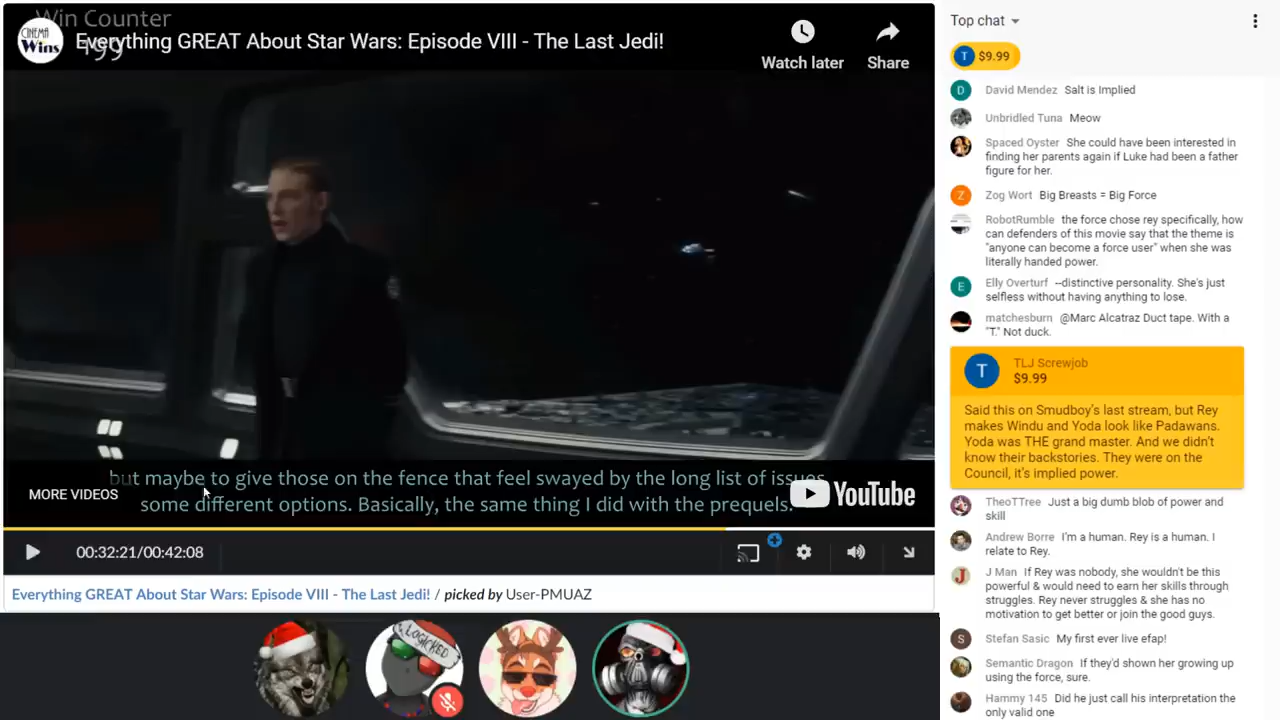 Win Counter
199
CINEMA
Wins
Everything GREAT About Star Wars: Episode VIII - The Last Jedi!
Watch later
Share
but maybe to give those on the fence that feel swayed by the long list of issues
some different options. Basically, the same thing I did with the prequels.
MORE VIDEOS
YouTube
00:32:21/00:42:08
Everything GREAT About Star Wars: Episode VIII - The Last Jedi! / picked by User-PMUAZ
LOGICKED
Top chat
T $9.99
D David Mendez Salt is Implied
Unbridled Tuna Meow
Spaced Oyster She could have been interested in
finding her parents again if Luke had been a father
figure for her.
Z Zog Wort Big Breasts = Big Force
RobotRumble the force chose rey specifically, how
can defenders of this movie say that the theme is
"anyone can become a force user" when she was
literally handed power.
E Elly Overturf --distinctive personality. She's just
selfless without having anything to lose.
matchesburn @Marc Alcatraz Duct tape. With a
"T." Not duck.
T TLJ Screwjob
$9.99
Said this on Smudboy's last stream, but Rey
makes Windu and Yoda look like Padawans.
Yoda was THE grand master. And we didn't
know their backstories. They were on the
Council, it's implied power.
TheoTTree Just a big dumb blob of power and
skill
Andrew Borre I'm a human. Rey is a human. I
relate to Rey.
J Man If Rey was nobody, she wouldn't be this
powerful & would need to earn her skills through
struggles. Rey never struggles & she has no
motivation to get better or join the good guys.
S Stefan Sasic My first ever live efap!
Semantic Dragon If they'd shown her growing up
using the force, sure.
Hammy 145 Did he just call his interpretation the
only valid one